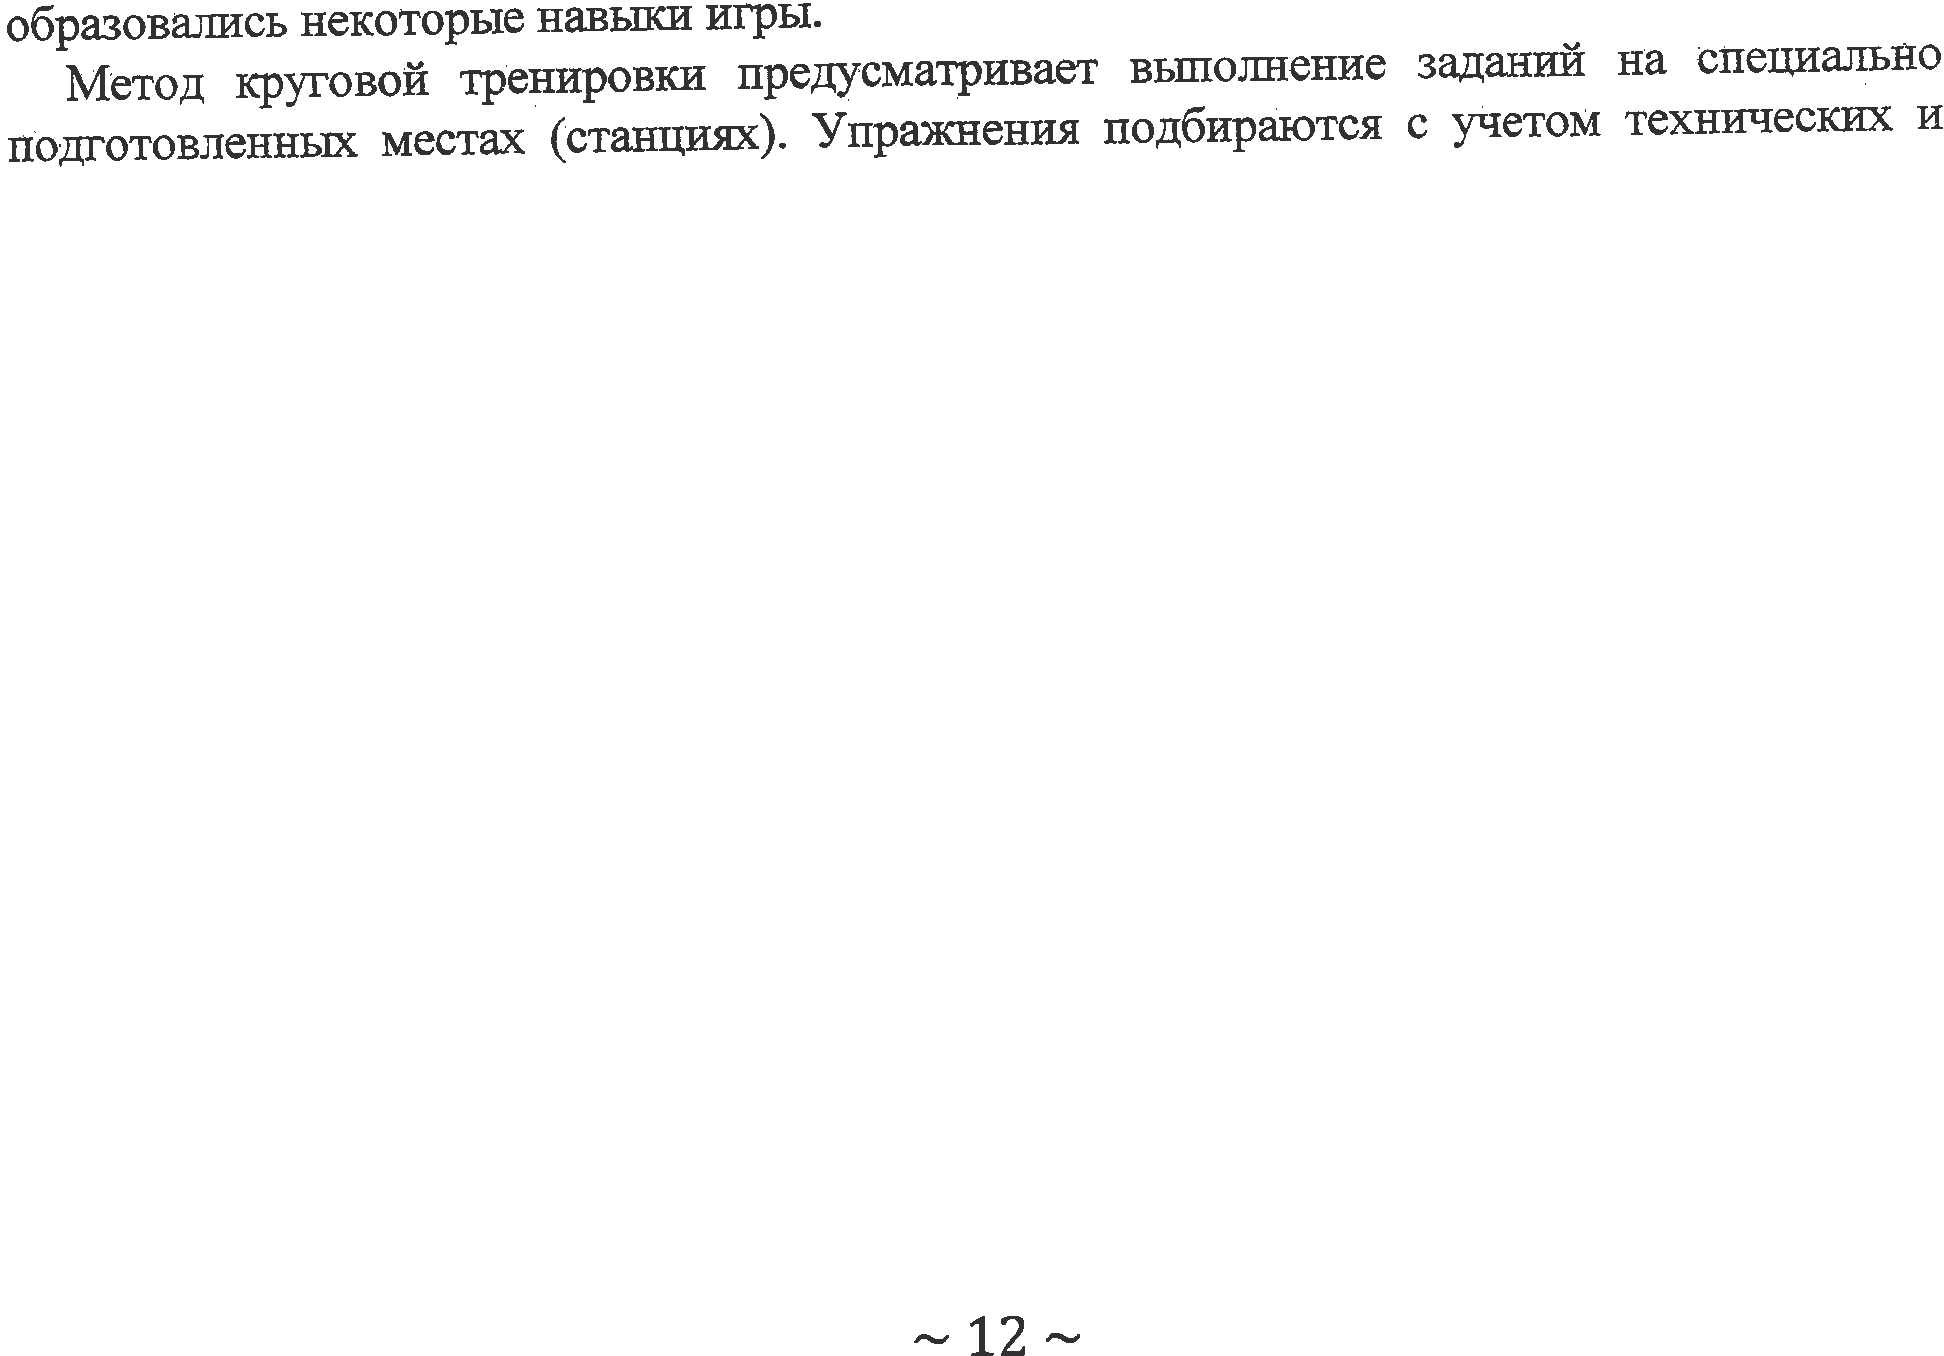 образовались некоторые навыки игры.
Метод круговой тренировки предусматривает выполнение заданий на специально
подготовленных местах (станциях). Упражнения подбираются с учетом технических и
~ 12 ~